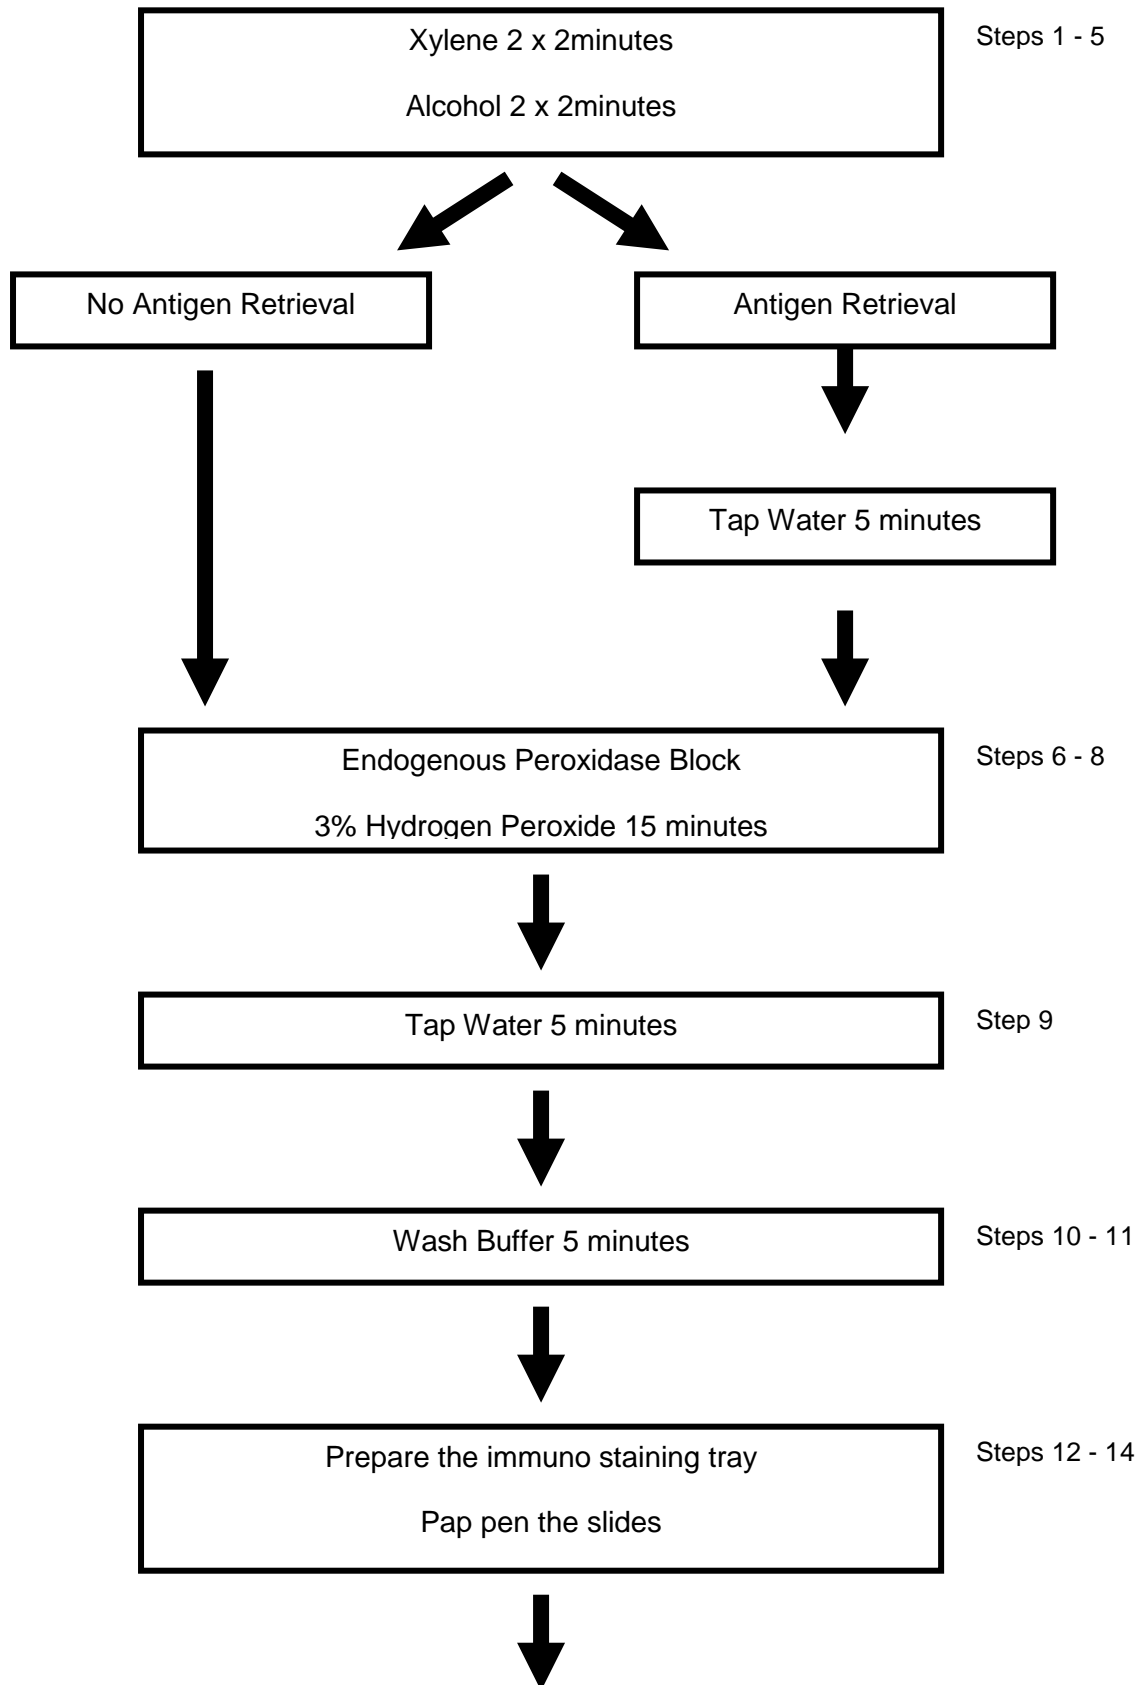 Xylene 2 x 2minutes
Steps 1 - 5
Alcohol 2 x 2minutes
No Antigen Retrieval
Antigen Retrieval
Tap Water 5 minutes
Endogenous Peroxidase Block
Steps 6 - 8
3% Hydrogen Peroxide 15 minutes
Tap Water 5 minutes
Step 9
Wash Buffer 5 minutes
Steps 10 - 11
Prepare the immuno staining tray
Steps 12 - 14
Pap pen the slides